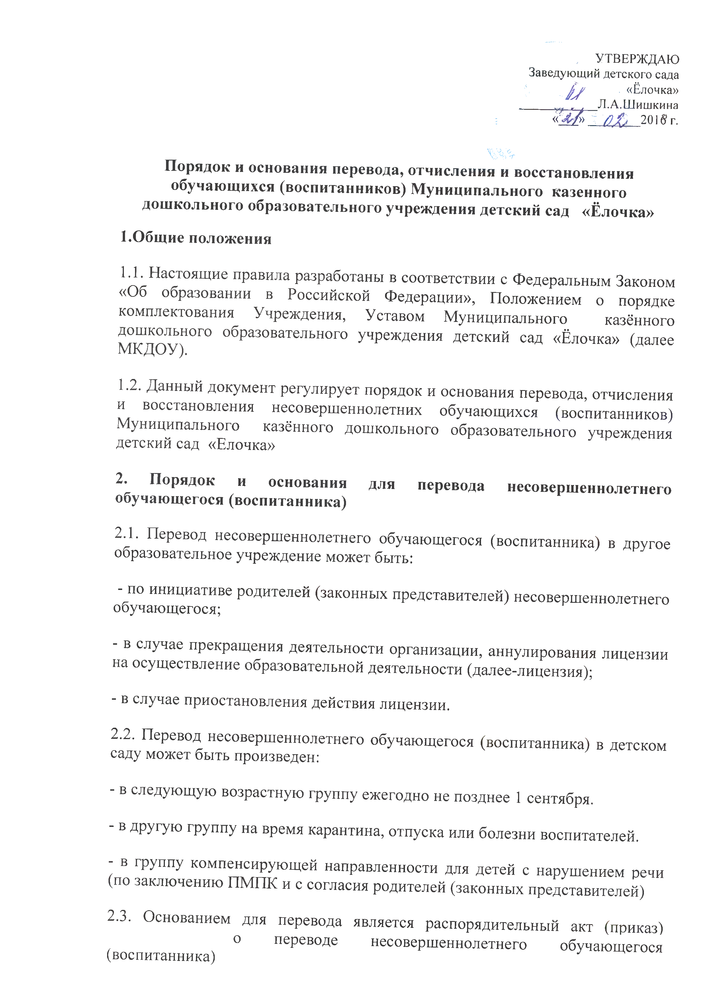 УТВЕРЖДАЮ
Заведующий детского сада
«Ёлочка»
Л.А.Шишкина
«21» 02 2018 г.
Порядок и основания перевода, отчисления и восстановления
обучающихся (воспитанников) Муниципального казенного
дошкольного образовательного учреждения детский сад «Ёлочка»
1.Общие положения
1.1. Настоящие правила разработаны в соответствии с Федеральным Законом
«Об образовании в Российской Федерации», Положением о порядке
комплектования Учреждения, Уставом Муниципального казённого
дошкольного образовательного учреждения детский сад «Ёлочка» (далее
МКДОУ).
1.2. Данный документ регулирует порядок и основания перевода, отчисления
и восстановления несовершеннолетних обучающихся (воспитанников)
Муниципального казённого дошкольного образовательного учреждения
детский сад «Елочка»
2. Порядок и основания для перевода несовершеннолетнего
обучающегося (воспитанника)
2.1. Перевод несовершеннолетнего обучающегося (воспитанника) в другое
образовательное учреждение может быть:
- по инициативе родителей (законных представителей) несовершеннолетнего
обучающегося;
- в случае прекращения деятельности организации, аннулирования лицензии
на осуществление образовательной деятельности (далее-лицензия);
- в случае приостановления действия лицензии.
2.2. Перевод несовершеннолетнего обучающегося (воспитанника) в детском
саду может быть произведен:
- в следующую возрастную группу ежегодно не позднее 1 сентября.
- в другую группу на время карантина, отпуска или болезни воспитателей.
- в группу компенсирующей направленности для детей с нарушением речи
(по заключению ПМПК и с согласия родителей (законных представителей)
2.3. Основанием для перевода является распорядительный акт (приказ)
о переводе несовершеннолетнего обучающегося
(воспитанника)